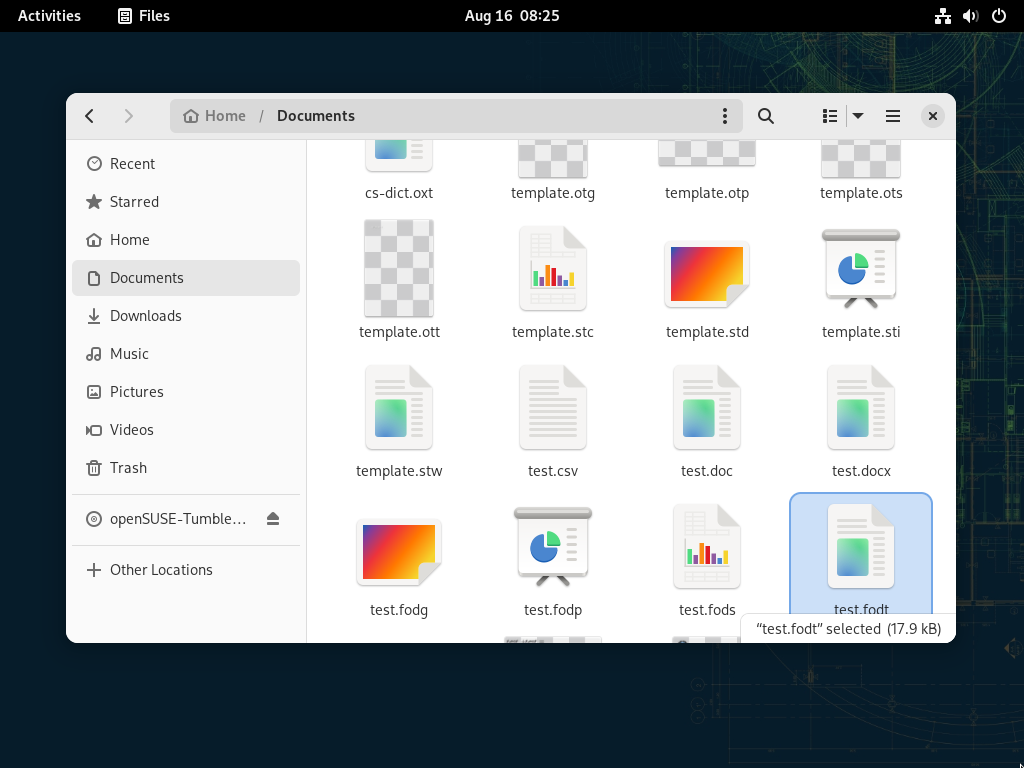 Activities Files Aug 16 08:25
Home / Documents
Recent
Starred
Home
Documents
Downloads
Music
Pictures
Videos
Trash
openSUSE-Tumble…
Other Locations
cs-dict.oxt template.otg template.otp template.ots
template.ott template.stc template.std template.sti
template.stw test.csv test.doc test.docx
test.fodg test.fodp test.fods test.fodt
“test.fodt” selected (17.9 kB)